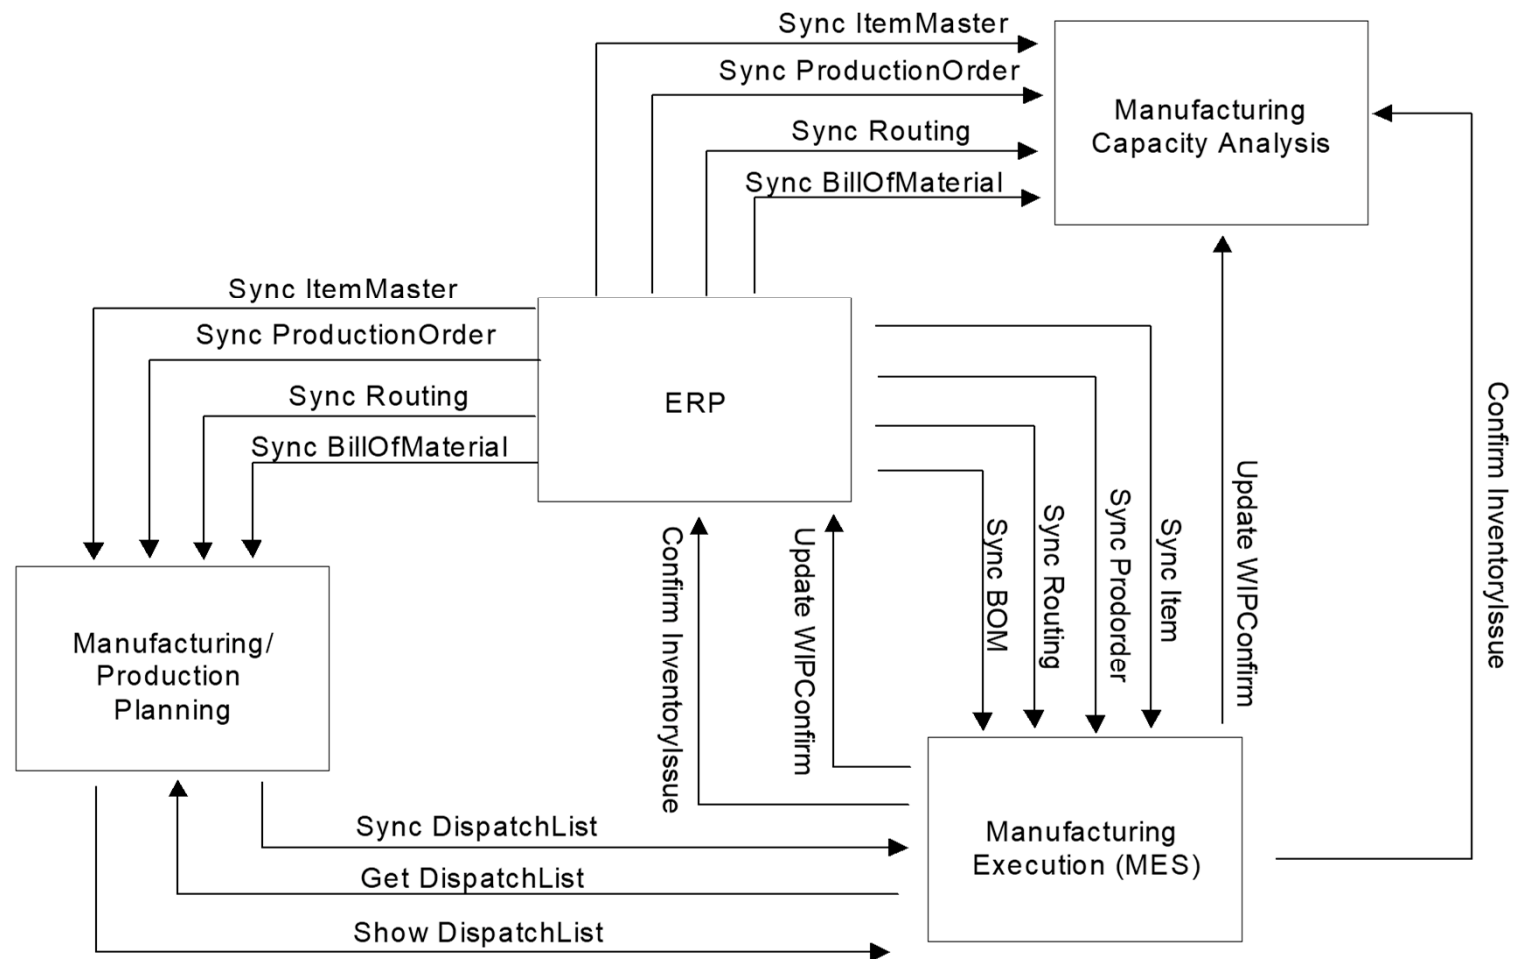 Sync ItemMaster
Sync ProductionOrder
Sync Routing
Sync BillOfMaterial
Manufacturing
Capacity Analysis
Sync ItemMaster
Sync ProductionOrder
Sync Routing
Sync BillOfMaterial
ERP
Confirm InventoryIssue
Update WIPConfirm
Sync BOM
Sync Routing
Sync Prodorder
Sync Item
Update WIPConfirm
Confirm InventoryIssue
Manufacturing/
Production
Planning
Sync DispatchList
Get DispatchList
Show DispatchList
Manufacturing
Execution (MES)